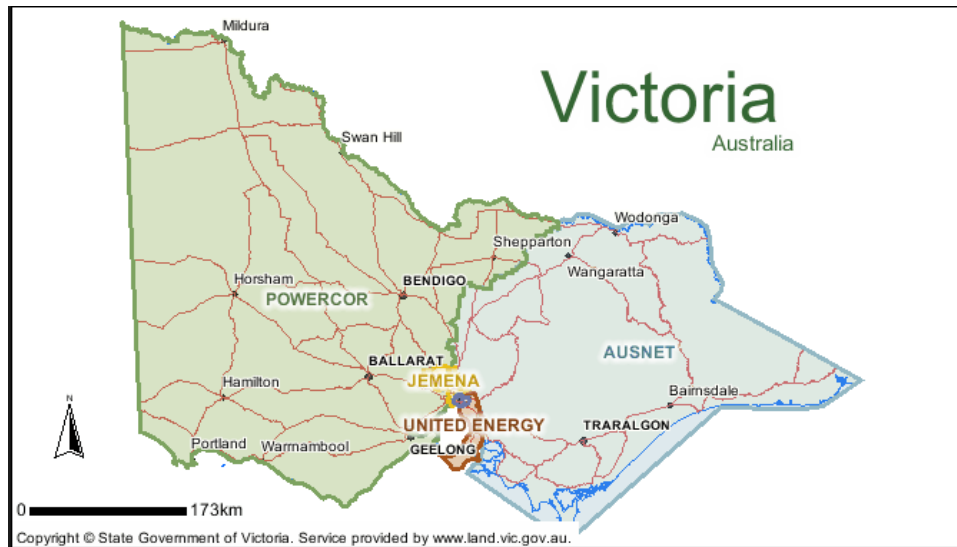 Mildura
Victoria
Australia
Swan Hill
Wodonga
Shepparton
Wangaratta
Horsham
BENDIGO
POWERCOR
AUSNET
BALLARAT
JEMENA
Hamilton
Bairnsdale
UNITED ENERGY
TRARALGON
Portland
Warrnambool
GEELONG
N
0 173km
Copyright © State Government of Victoria. Service provided by www.land.vic.gov.au.